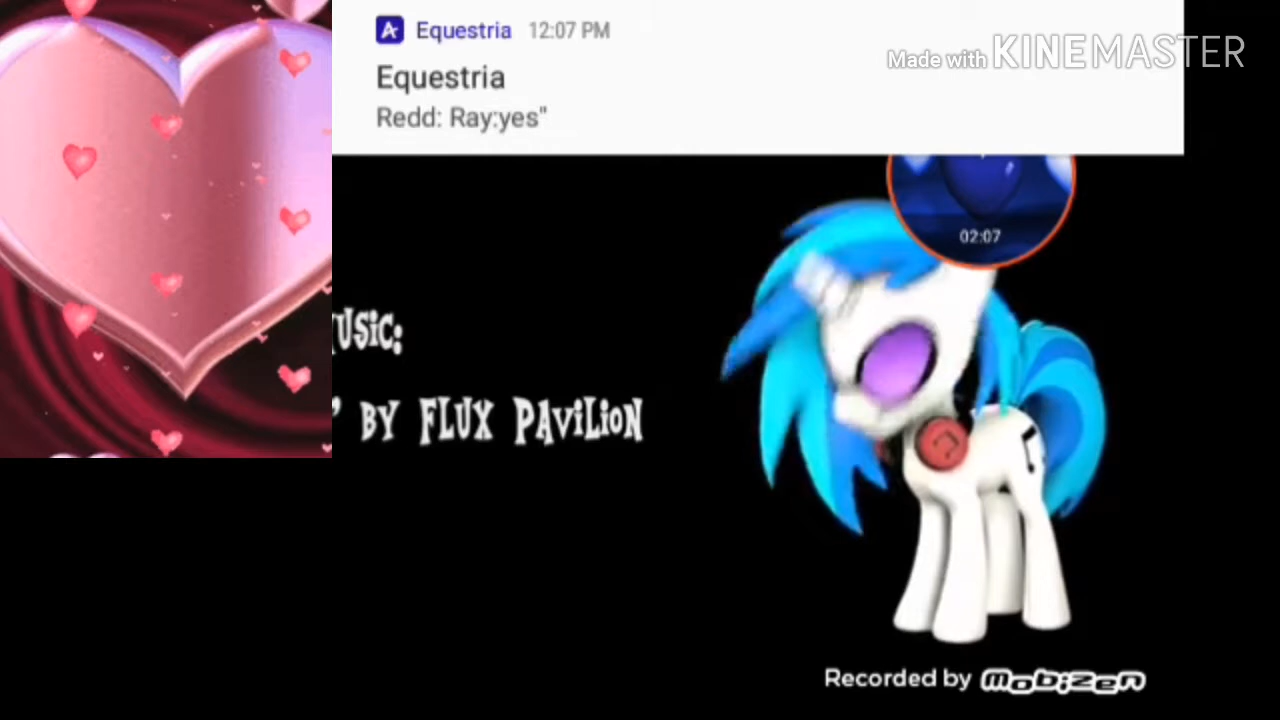 Equestria 12:07 PM
Made with KINEMASTER
Equestria
Redd: Ray:yes"
02:07
usic:
" BY FLUX PAViLiON
Recorded by mobizen